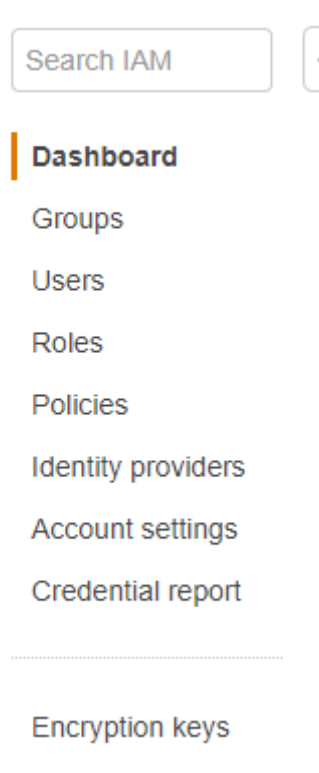 Search IAM
Dashboard
Groups
Users
Roles
Policies
Identity providers
Account settings
Credential report
Encryption keys